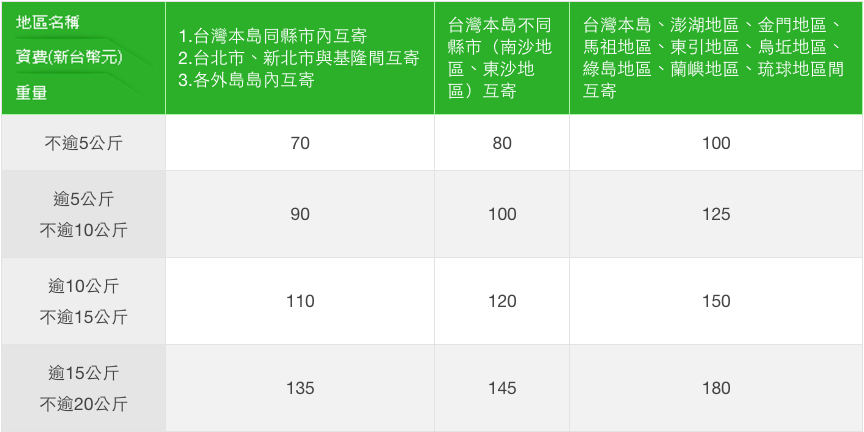 地區名稱
資費(新台幣元)
重量
1.台灣本島同縣市內互寄
2.台北市、新北市與基隆間互寄
3.各外島島內互寄
台灣本島不同
縣市（南沙地
區、東沙地
區）互寄
台灣本島、澎湖地區、金門地區、
馬祖地區、東引地區、烏坵地區、
綠島地區、蘭嶼地區、琉球地區間
互寄
不逾5公斤
70
80
100
逾5公斤
不逾10公斤
90
100
125
逾10公斤
不逾15公斤
110
120
150
逾15公斤
不逾20公斤
135
145
180